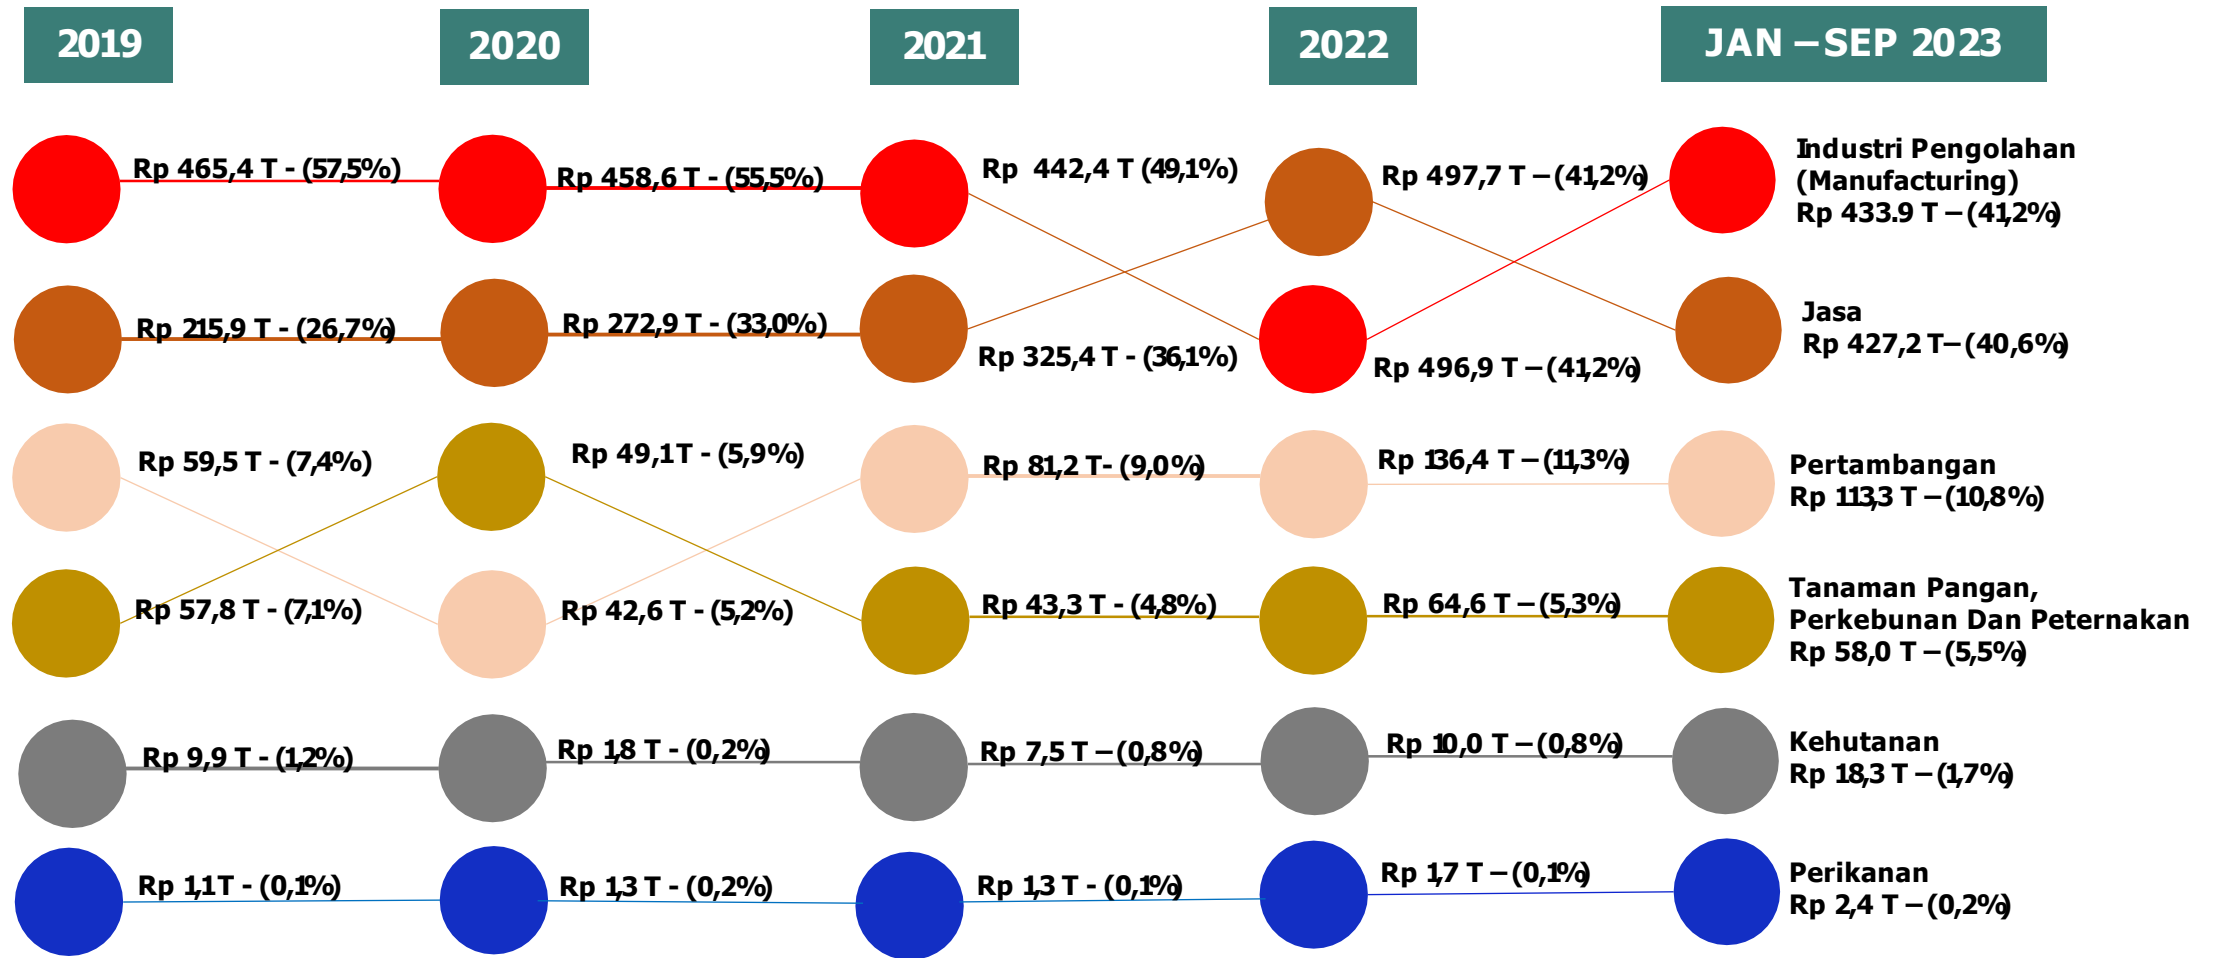 2019
2020
2021
2022
JAN – SEP 2023
Rp 465,4 T - (57,5%)
Rp 458,6 T - (55,5%)
Rp 442,4 T (49,1%)
Rp 497,7 T – (41,2%)
Industri Pengolahan
(Manufacturing)
Rp 433.9 T – (41,2%)
Rp 215,9 T - (26,7%)
Rp 272,9 T - (33,0%)
Rp 325,4 T - (36,1%)
Rp 496,9 T – (41,2%)
Jasa
Rp 427,2 T– (40,6%)
Rp 59,5 T - (7,4%)
Rp 49,1 T - (5,9%)
Rp 81,2 T- (9,0%)
Rp 136,4 T – (11,3%)
Pertambangan
Rp 113,3 T – (10,8%)
Rp 57,8 T - (7,1%)
Rp 42,6 T - (5,2%)
Rp 43,3 T - (4,8%)
Rp 64,6 T – (5,3%)
Tanaman Pangan,
Perkebunan Dan Peternakan
Rp 58,0 T – (5,5%)
Rp 9,9 T - (1,2%)
Rp 1,8 T - (0,2%)
Rp 7,5 T – (0,8%)
Rp 10,0 T – (0,8%)
Kehutanan
Rp 18,3 T – (1,7%)
Rp 1,1 T - (0,1%)
Rp 1,3 T - (0,2%)
Rp 1,3 T - (0,1%)
Rp 1,7 T – (0,1%)
Perikanan
Rp 2,4 T – (0,2%)